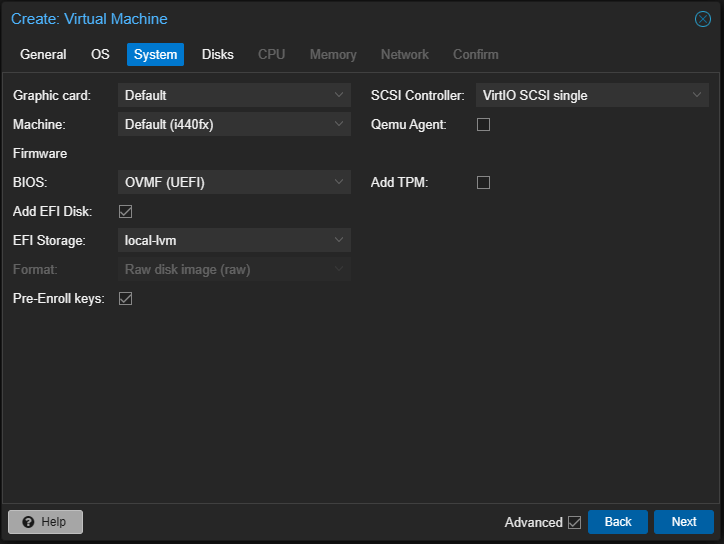 Create: Virtual Machine
General OS System Disks CPU Memory Network Confirm
Graphic card: Default SCSI Controller: VirtIO SCSI single
Machine: Default (i440fx) Qemu Agent:
Firmware
BIOS: OVMF (UEFI) Add TPM:
Add EFI Disk:
EFI Storage: local-lvm
Format: Raw disk image (raw)
Pre-Enroll keys:
? Help Advanced Back Next